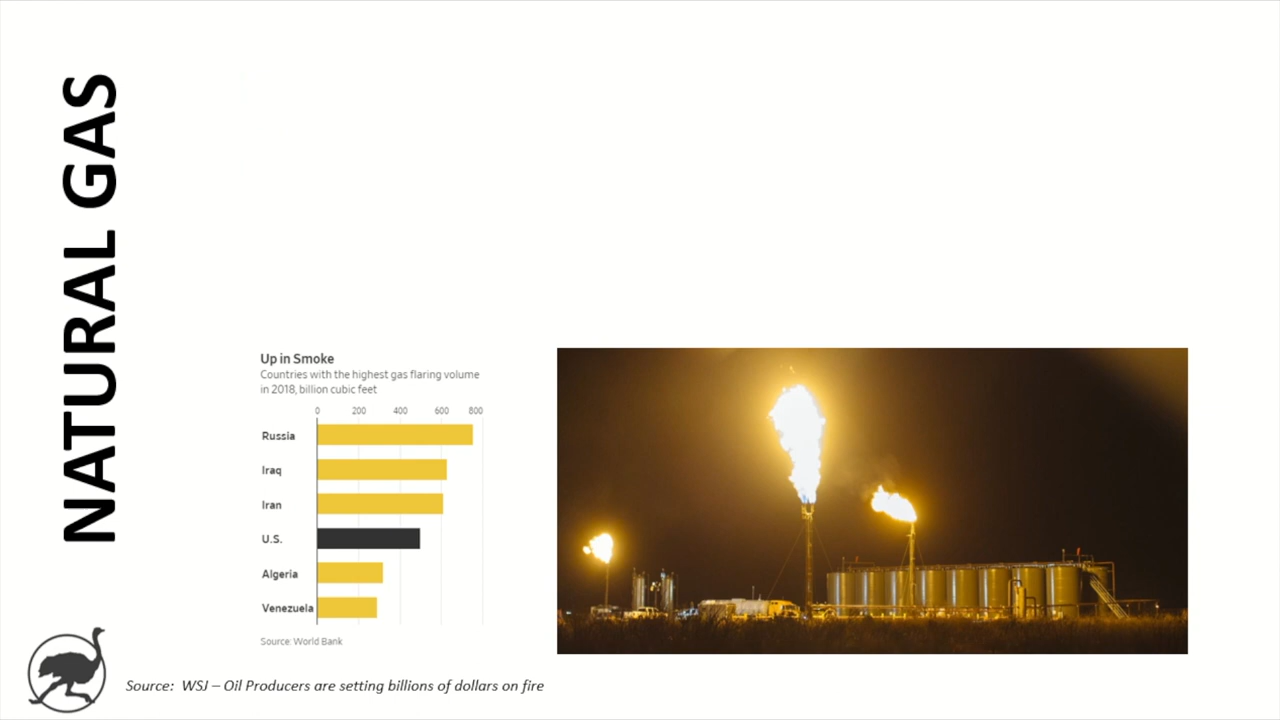 NATURAL GAS
Up in Smoke
Countries with the highest gas flaring volume
in 2018, billion cubic feet
0 200 400 600 800
Russia
Iraq
Iran
U.S.
Algeria
Venezuela
Source: World Bank
Source: WSJ – Oil Producers are setting billions of dollars on fire